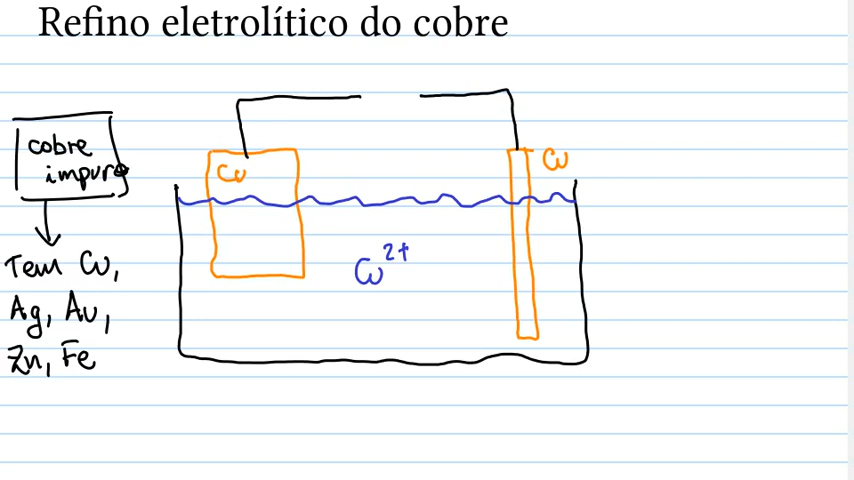 Refino eletrolítico do cobre
cobre
impuro
Tem Cu,
Ag, Au,
Zn, Fe
Cu
Cu
Cu²⁺